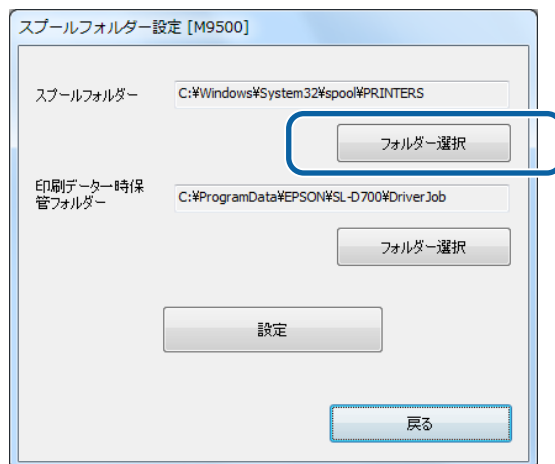 スプールフォルダー設定 [M9500]
スプールフォルダー
C:¥Windows¥System32¥spool¥PRINTERS
フォルダー選択
印刷データ一時保
管フォルダー
C:¥ProgramData¥EPSON¥SL-D700¥DriverJob
フォルダー選択
設定
戻る